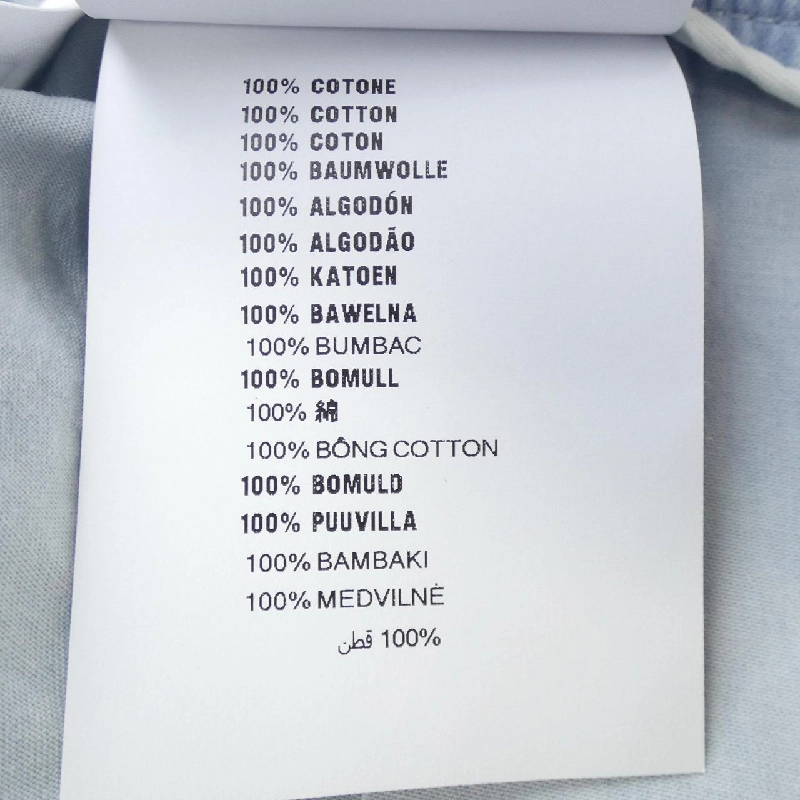 100% COTONE
100% COTTON
100% COTON
100% BAUMWOLLE
100% ALGODÓN
100% ALGODÃO
100% KATOEN
100% BAWELNA
100% BUMBAC
100% BOMULL
100% 綿
100% BÔNG COTTON
100% BOMULD
100% PUUVILLA
100% BAMBAKI
100% MEDVILNĖ
100% قطن